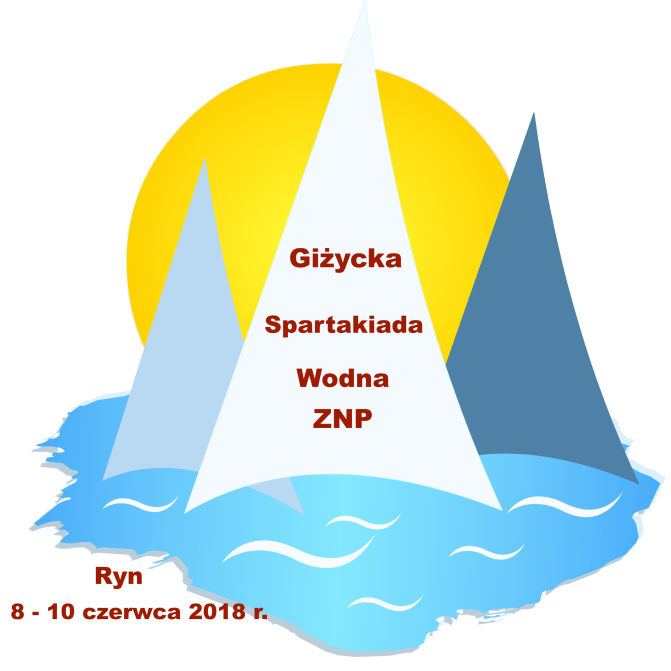 Giżycka
Spartakiada
Wodna
ZNP
Ryn
8 - 10 czerwca 2018 r.